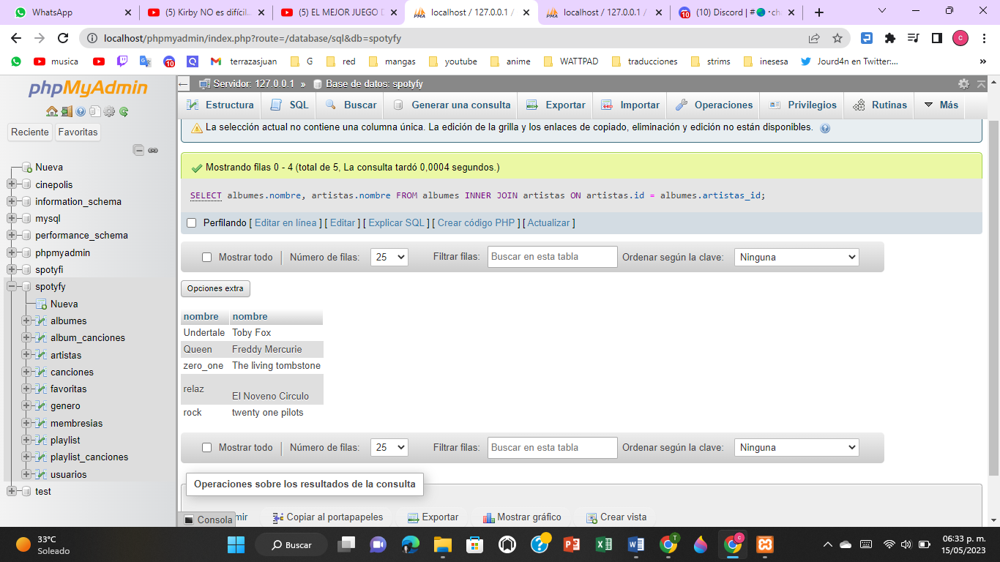 WhatsApp
(5) Kirby NO es difícil...
(5) EL MEJOR JUEGO D
localhost / 127.0.0.1 /
localhost / 127.0.0.1 /
(10) Discord | #
localhost/phpmyadmin/index.php?route=/database/sql&db=spotyfy
c
musica
10
terrazasjuan
G
red
mangas
youtube
anime
WATTPAD
traducciones
strims
inesesa
Jourd4n en Twitter:...
»
phpMyAdmin
Reciente
Favoritas
Nueva
cinepolis
information_schema
mysql
performance_schema
phpmyadmin
spotyfi
spotyfy
Nueva
albumes
album_canciones
artistas
canciones
favoritas
genero
membresias
playlist
playlist_canciones
usuarios
test
Servidor: 127.0.0.1 » Base de datos: spotyfy
Estructura
SQL
Buscar
Generar una consulta
Exportar
Importar
Operaciones
Privilegios
Rutinas
Más
La selección actual no contiene una columna única. La edición de la grilla y los enlaces de copiado, eliminación y edición no están disponibles.
Mostrando filas 0 - 4 (total de 5, La consulta tardó 0,0004 segundos.)
SELECT albumes.nombre, artistas.nombre FROM albumes INNER JOIN artistas ON artistas.id = albumes.artistas_id;
Perfilando [ Editar en línea ] [ Editar ] [ Explicar SQL ] [ Crear código PHP ] [ Actualizar ]
Mostrar todo
Número de filas:
25
Filtrar filas:
Buscar en esta tabla
Ordenar según la clave:
Ninguna
Opciones extra
nombre nombre
Undertale Toby Fox
Queen Freddy Mercurie
zero_one The living tombstone
relaz El Noveno Circulo
rock twenty one pilots
Mostrar todo
Número de filas:
25
Filtrar filas:
Buscar en esta tabla
Ordenar según la clave:
Ninguna
Operaciones sobre los resultados de la consulta
Consola
mir
Copiar al portapapeles
Exportar
Mostrar gráfico
Crear vista
33°C
Soleado
Buscar
06:33 p. m.
15/05/2023